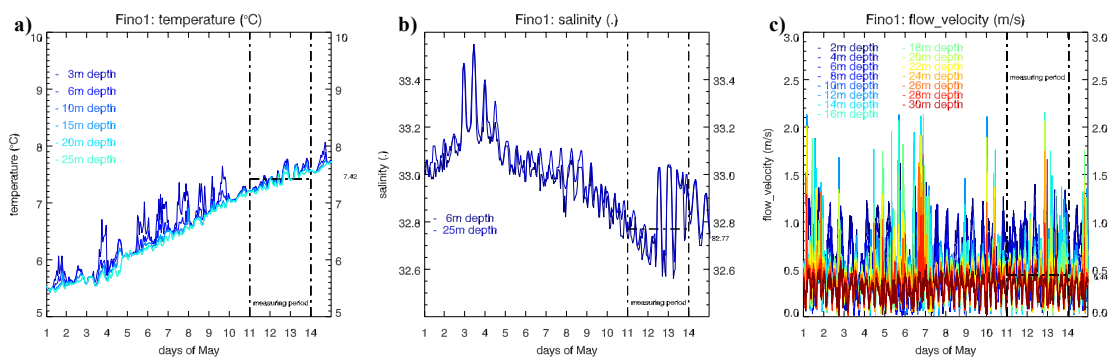 a)
Fino1: temperature (°C)
10
9
8
7
6
5
temperature (°C)
- 3m depth
- 6m depth
- 10m depth
- 15m depth
- 20m depth
- 25m depth
10
9
8
7.42
7
6
5
measuring period
1 2 3 4 5 6 7 8 9 10 11 12 13 14
days of May
b)
Fino1: salinity (.)
33.4
33.2
33.0
32.8
32.6
salinity (.)
- 6m depth
- 25m depth
33.4
33.2
33.0
32.8
32.77
32.6
measuring period
1 2 3 4 5 6 7 8 9 10 11 12 13 14
days of May
c)
Fino1: flow_velocity (m/s)
3.0
2.5
2.0
1.5
1.0
0.5
0.0
flow_velocity (m/s)
- 2m depth
- 4m depth
- 6m depth
- 8m depth
- 10m depth
- 12m depth
- 14m depth
- 16m depth
- 18m depth
- 20m depth
- 22m depth
- 24m depth
- 26m depth
- 28m depth
- 30m depth
measuring period
3.0
2.5
2.0
1.5
1.0
0.5
0.0
1 2 3 4 5 6 7 8 9 10 11 12 13 14
days of May